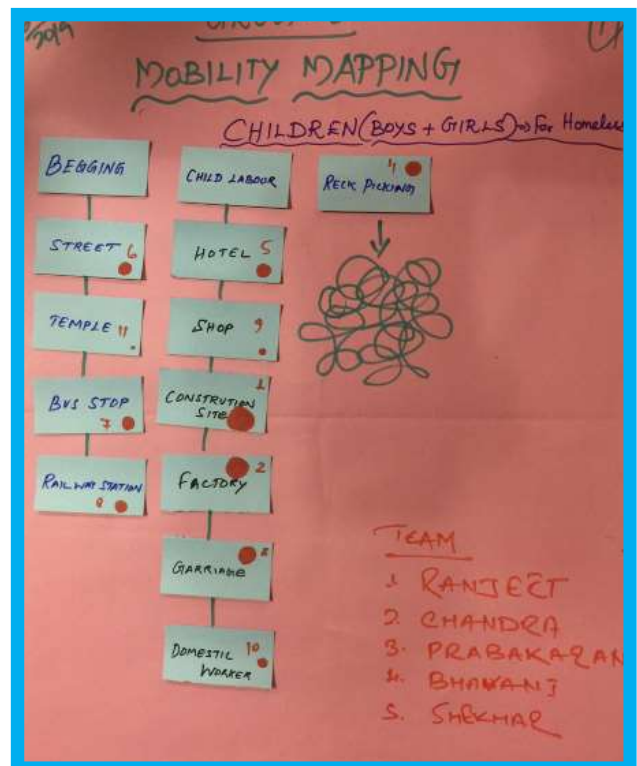 /2019
MOBILITY MAPPING
CHILDREN (BOYS + GIRLS) => For Homeless
BEGGING
STREET 6
TEMPLE 11
BUS STOP
7
RAILWAY STATION
8
CHILD LABOUR
HOTEL 5
SHOP 9
1
CONSTRUTION
SITE
2
FACTORY
GARRIAGE
DOMESTIC 10
WORKER
4
RECK PICKING
TEAM
1. RANJEET
2. CHANDRA
3. PRABAKARAN
4. BHAVANI
5. SHEKHAR